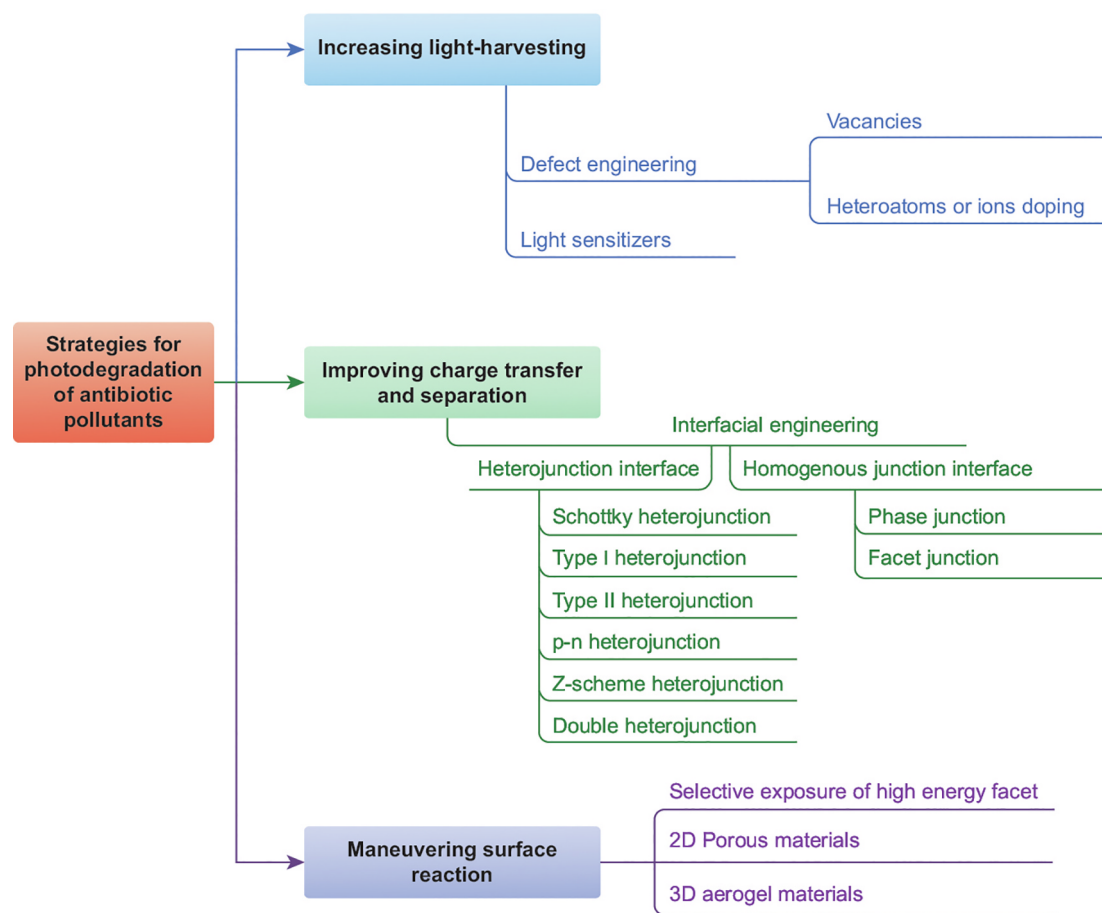 Increasing light-harvesting
Vacancies
Defect engineering
Heteroatoms or ions doping
Light sensitizers
Strategies for
photodegradation
of antibiotic
pollutants
Improving charge transfer
and separation
Interfacial engineering
Heterojunction interface
Homogenous junction interface
Schottky heterojunction
Phase junction
Type I heterojunction
Facet junction
Type II heterojunction
p-n heterojunction
Z-scheme heterojunction
Double heterojunction
Selective exposure of high energy facet
2D Porous materials
Maneuvering surface
reaction
3D aerogel materials